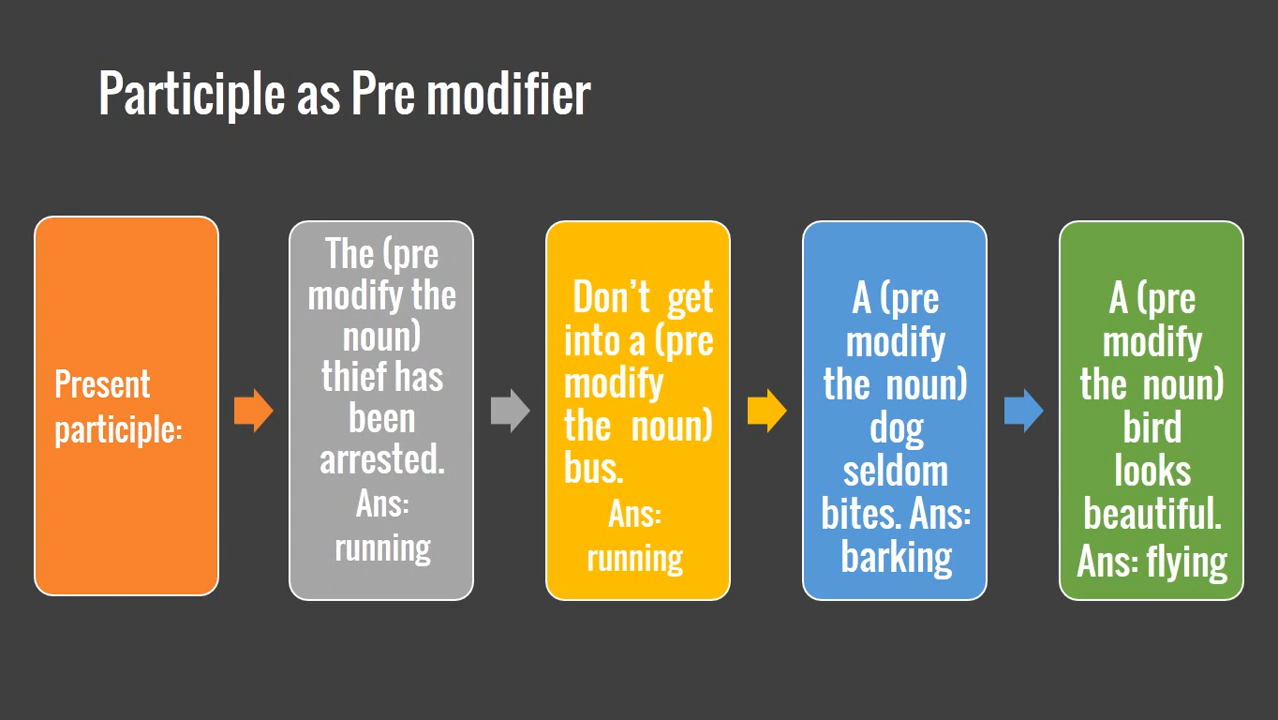 Participle as Pre modifier
Present
participle:
The (pre
modify the
noun)
thief has
been
arrested.
Ans:
running
Don’t get
into a (pre
modify
the noun)
bus.
Ans:
running
A (pre
modify
the noun)
dog
seldom
bites. Ans:
barking
A (pre
modify
the noun)
bird
looks
beautiful.
Ans: flying